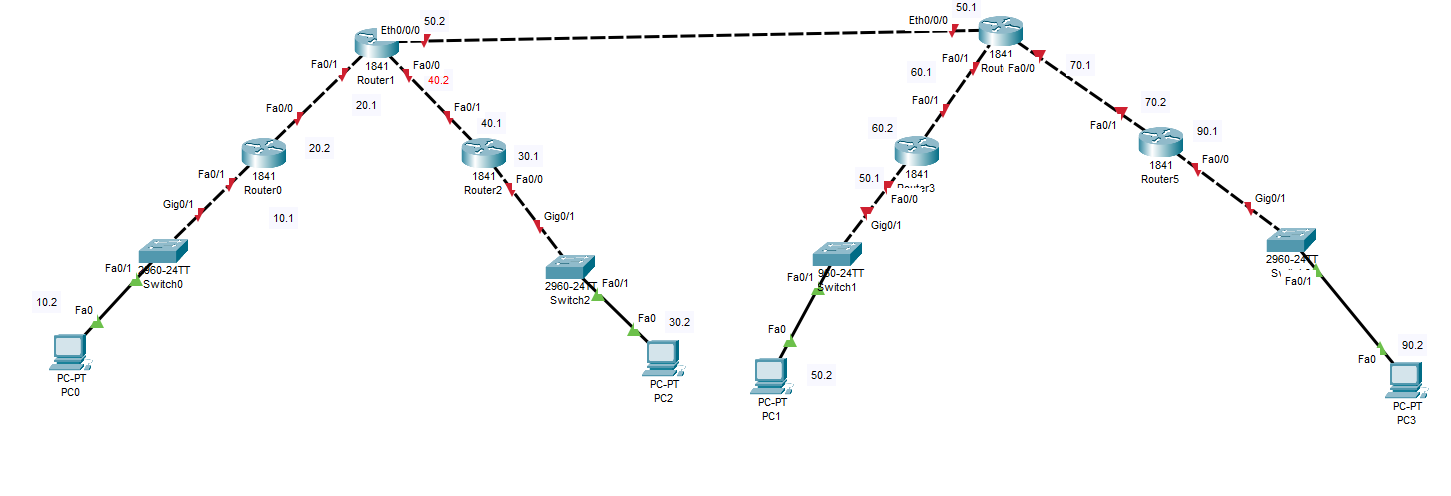 50.2
Eth0/0/0
1841
Router1
Fa0/1
Fa0/0
40.2
20.1
Fa0/0
20.2
1841
Router0
Fa0/1
10.1
Gig0/1
2960-24TT
Switch0
Fa0/1
10.2
Fa0
PC-PT
PC0
Fa0/1
40.1
1841
Router2
30.1
Fa0/0
Gig0/1
2960-24TT
Switch2
Fa0/1
Fa0
30.2
PC-PT
PC2
50.1
Eth0/0/0
1841
Fa0/1
Fa0/0
60.1
70.1
Fa0/1
60.2
1841
50.1
Fa0/0
Gig0/1
Switch1
Fa0/1
Fa0
50.2
PC-PT
PC1
70.2
Fa0/1
90.1
1841
Router5
Fa0/0
Gig0/1
2960-24TT
Fa0/1
90.2
Fa0
PC-PT
PC3